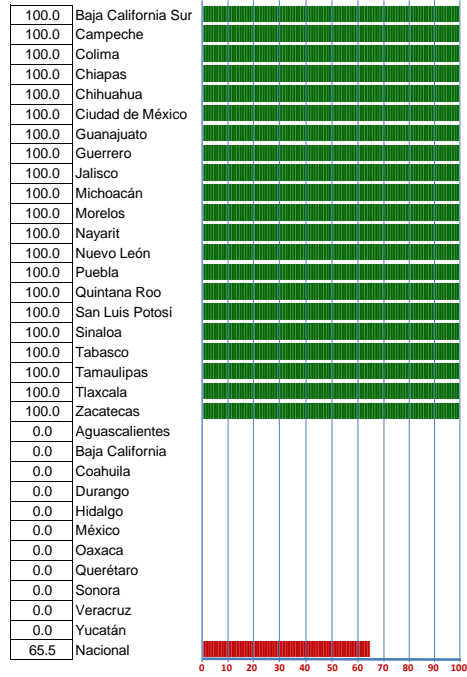 100.0 Baja California Sur
100.0 Campeche
100.0 Colima
100.0 Chiapas
100.0 Chihuahua
100.0 Ciudad de México
100.0 Guanajuato
100.0 Guerrero
100.0 Jalisco
100.0 Michoacán
100.0 Morelos
100.0 Nayarit
100.0 Nuevo León
100.0 Puebla
100.0 Quintana Roo
100.0 San Luis Potosí
100.0 Sinaloa
100.0 Tabasco
100.0 Tamaulipas
100.0 Tlaxcala
100.0 Zacatecas
0.0 Aguascalientes
0.0 Baja California
0.0 Coahuila
0.0 Durango
0.0 Hidalgo
0.0 México
0.0 Oaxaca
0.0 Querétaro
0.0 Sonora
0.0 Veracruz
0.0 Yucatán
65.5 Nacional
0 10 20 30 40 50 60 70 80 90 100